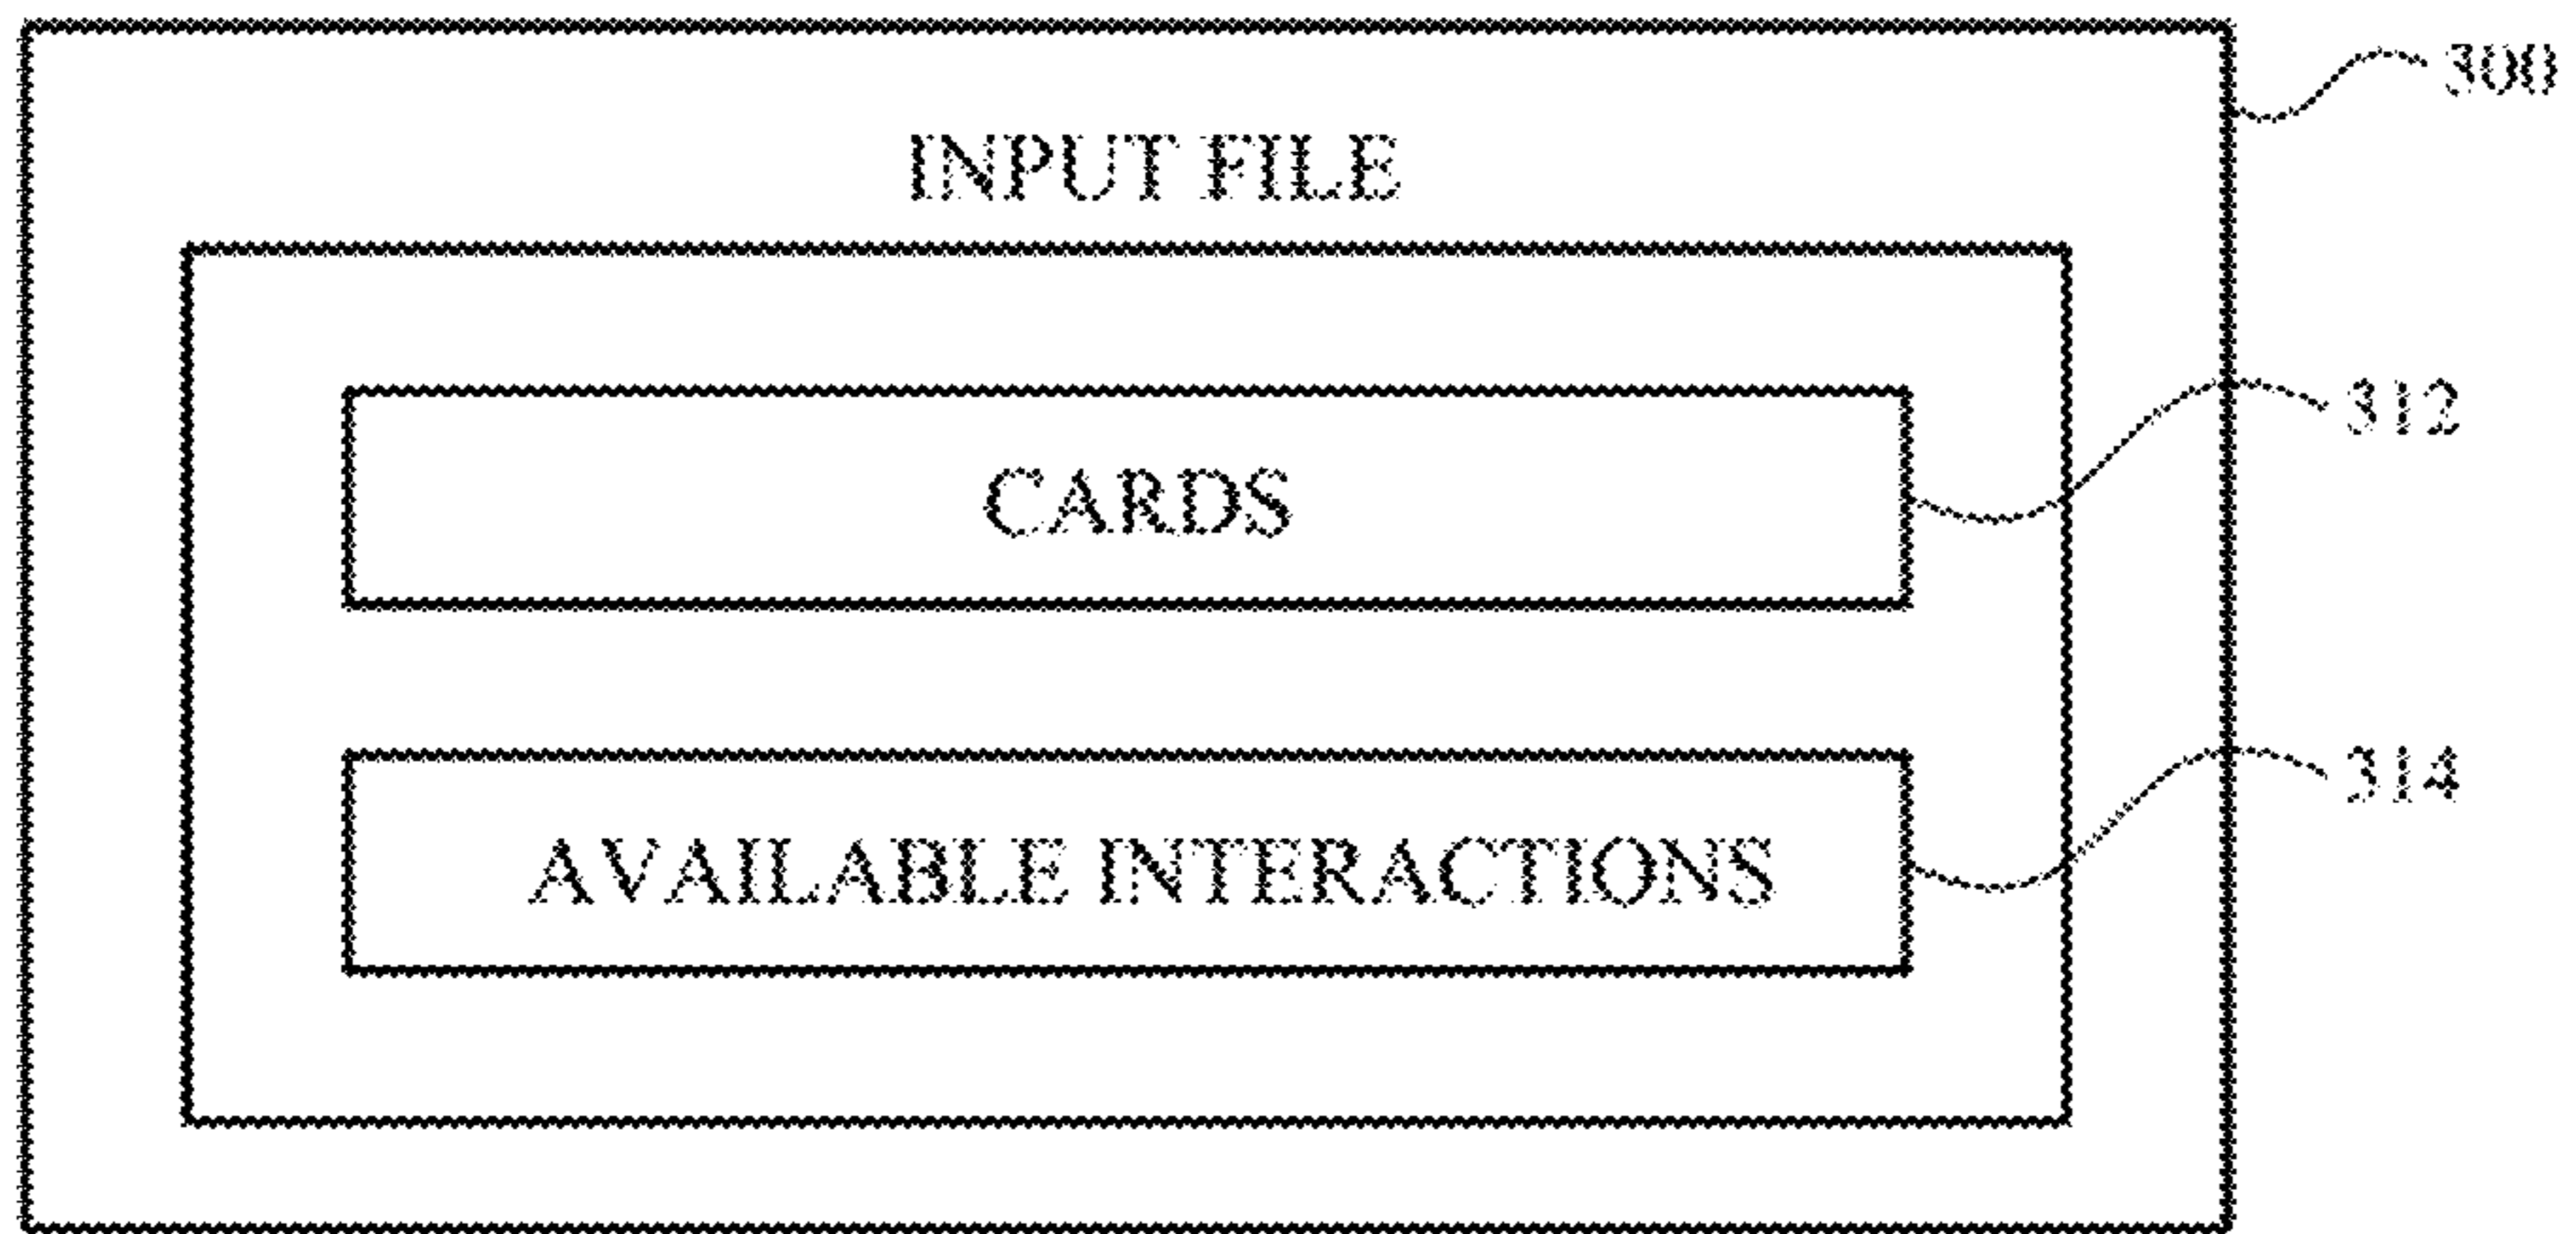 300
INPUT FILE
312
CARDS
314
AVAILABLE INTERACTIONS